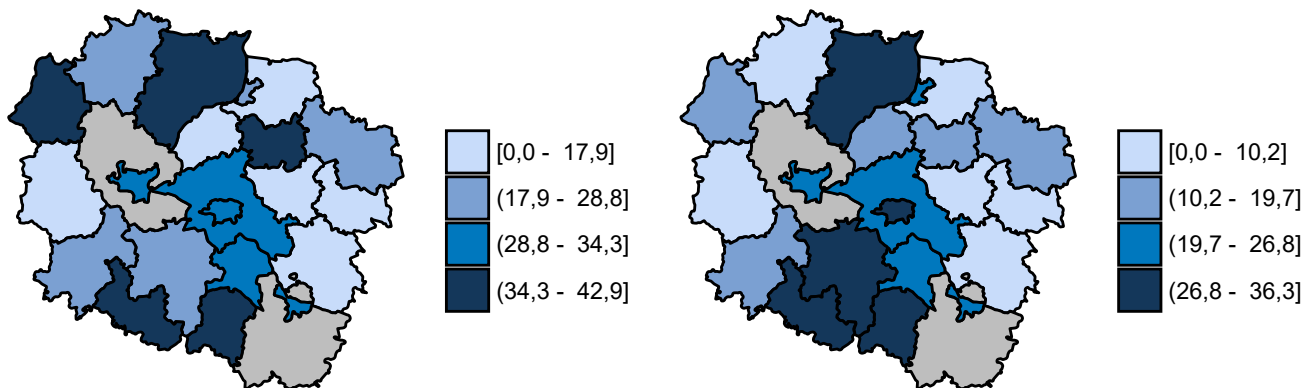 [0,0 - 17,9]
(17,9 - 28,8]
(28,8 - 34,3]
(34,3 - 42,9]
[0,0 - 10,2]
(10,2 - 19,7]
(19,7 - 26,8]
(26,8 - 36,3]